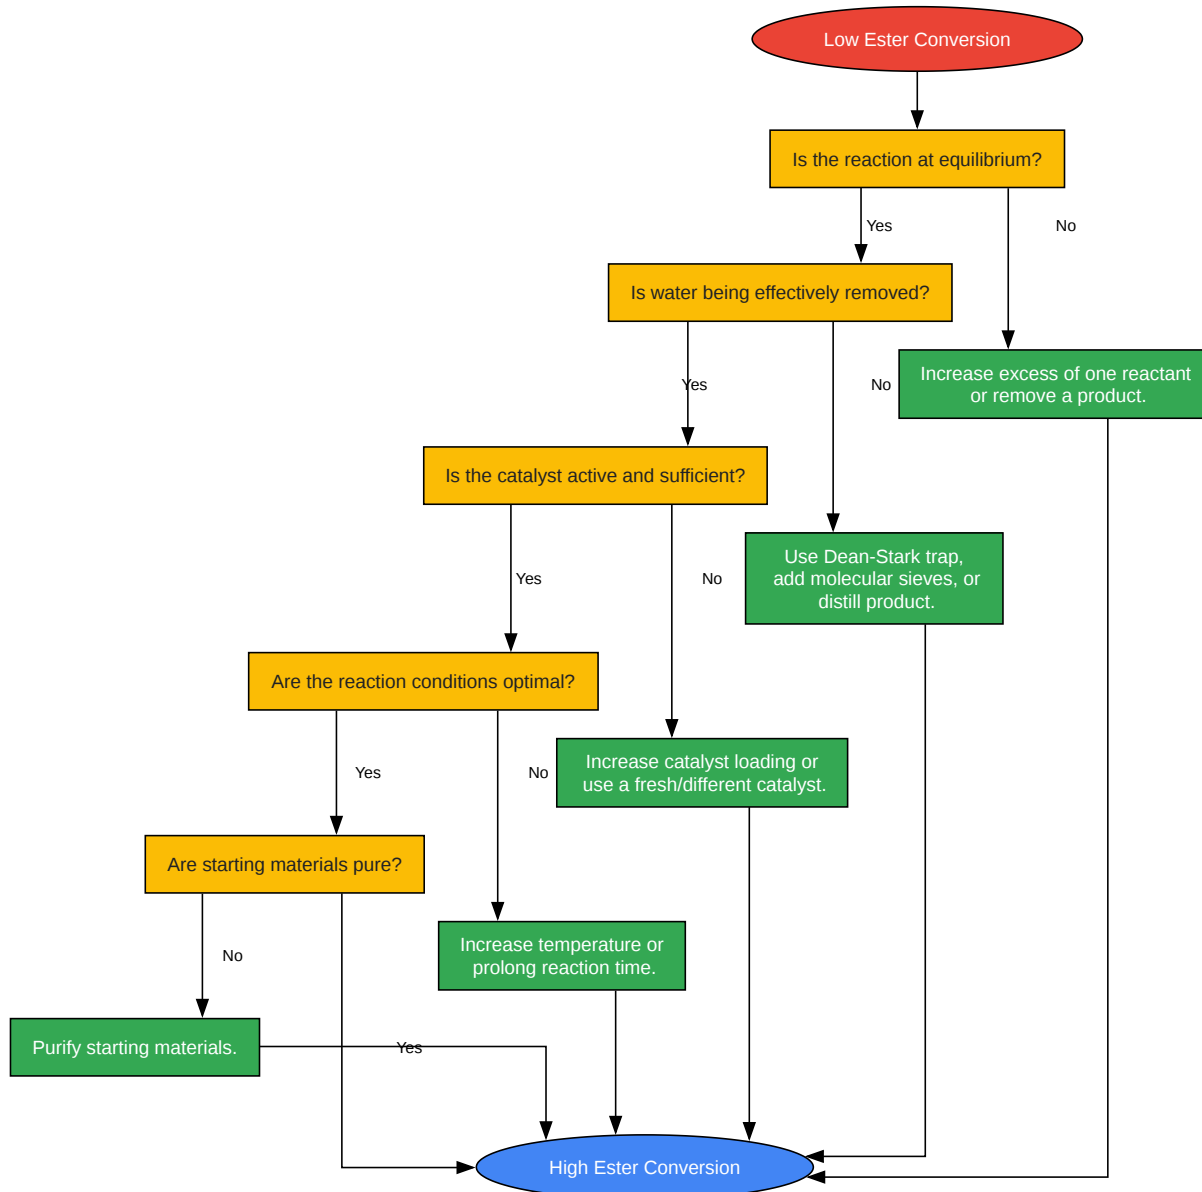 Low Ester Conversion
Is the reaction at equilibrium?
Yes
No
Is water being effectively removed?
Yes
No
Increase excess of one reactant
or remove a product.
Is the catalyst active and sufficient?
Yes
No
Use Dean-Stark trap,
add molecular sieves, or
distill product.
Are the reaction conditions optimal?
Yes
No
Increase catalyst loading or
use a fresh/different catalyst.
Are starting materials pure?
No
Increase temperature or
prolong reaction time.
Purify starting materials.
Yes
High Ester Conversion